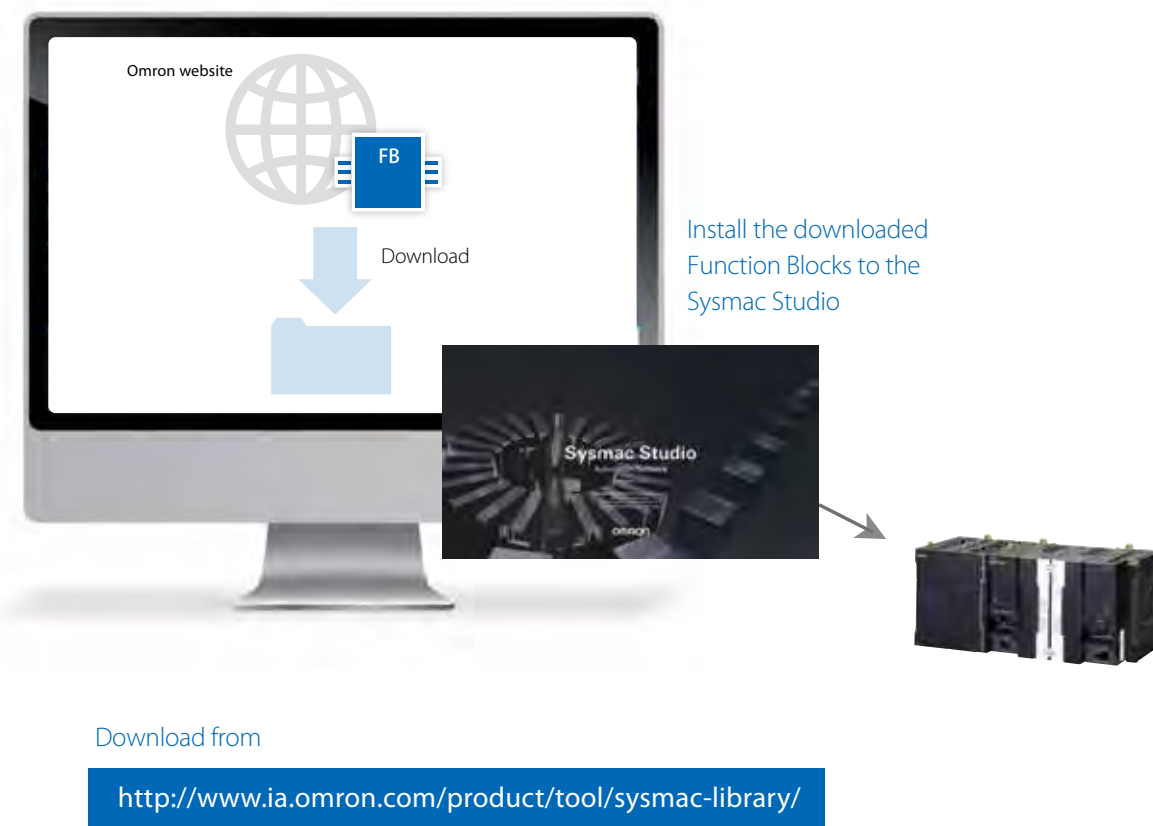 Omron website
FB
Download
Install the downloaded
Function Blocks to the
Sysmac Studio
Sysmac Studio
omron
Download from
http://www.ia.omron.com/product/tool/sysmac-library/